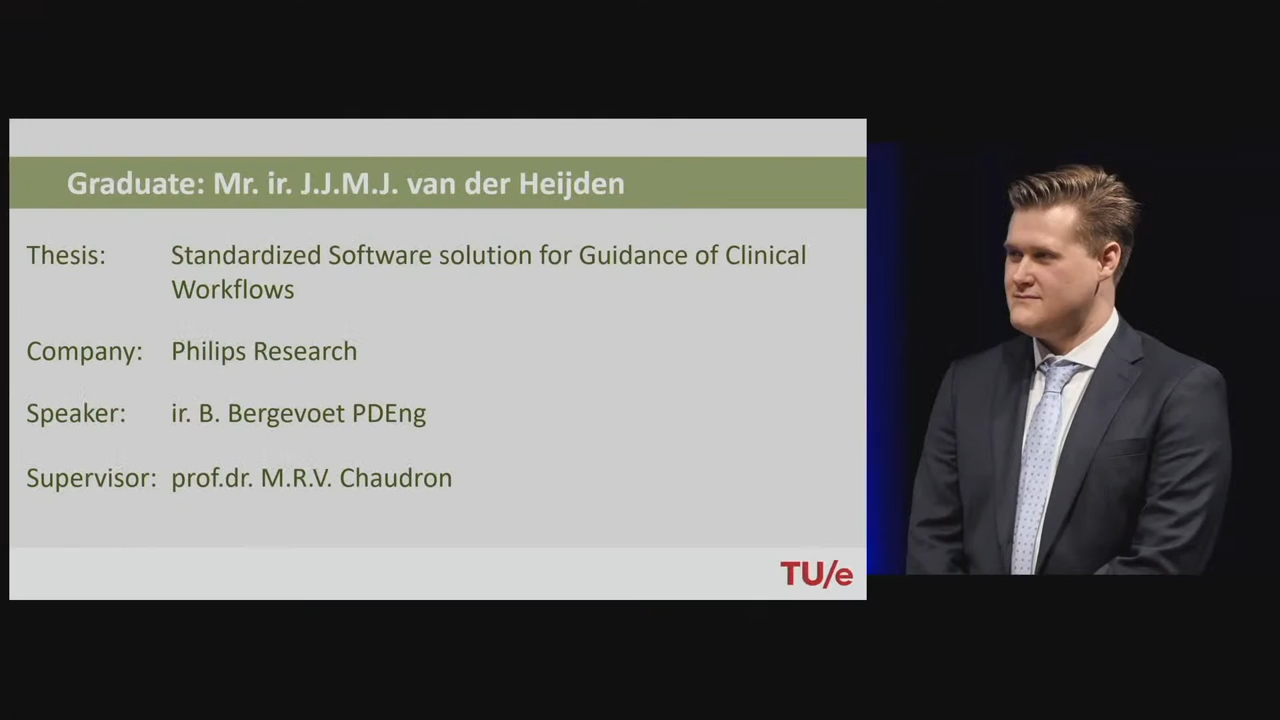 Graduate: Mr. ir. J.J.M.J. van der Heijden
Thesis: Standardized Software solution for Guidance of Clinical
Workflows
Company: Philips Research
Speaker: ir. B. Bergevoet PDEng
Supervisor: prof.dr. M.R.V. Chaudron
TU/e